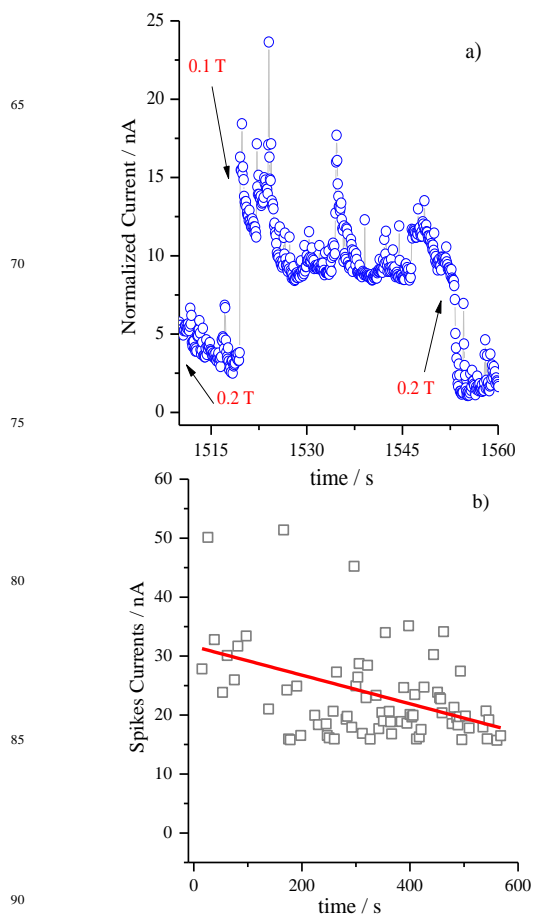 65
70
75
80
85
90
25
20
15
10
5
0
Normalized Current / nA
a)
0.1 T
0.2 T
0.2 T
1515 1530 1545 1560
time / s
60
50
40
30
20
10
0
Spikes Currents / nA
b)
0 200 400 600
time / s